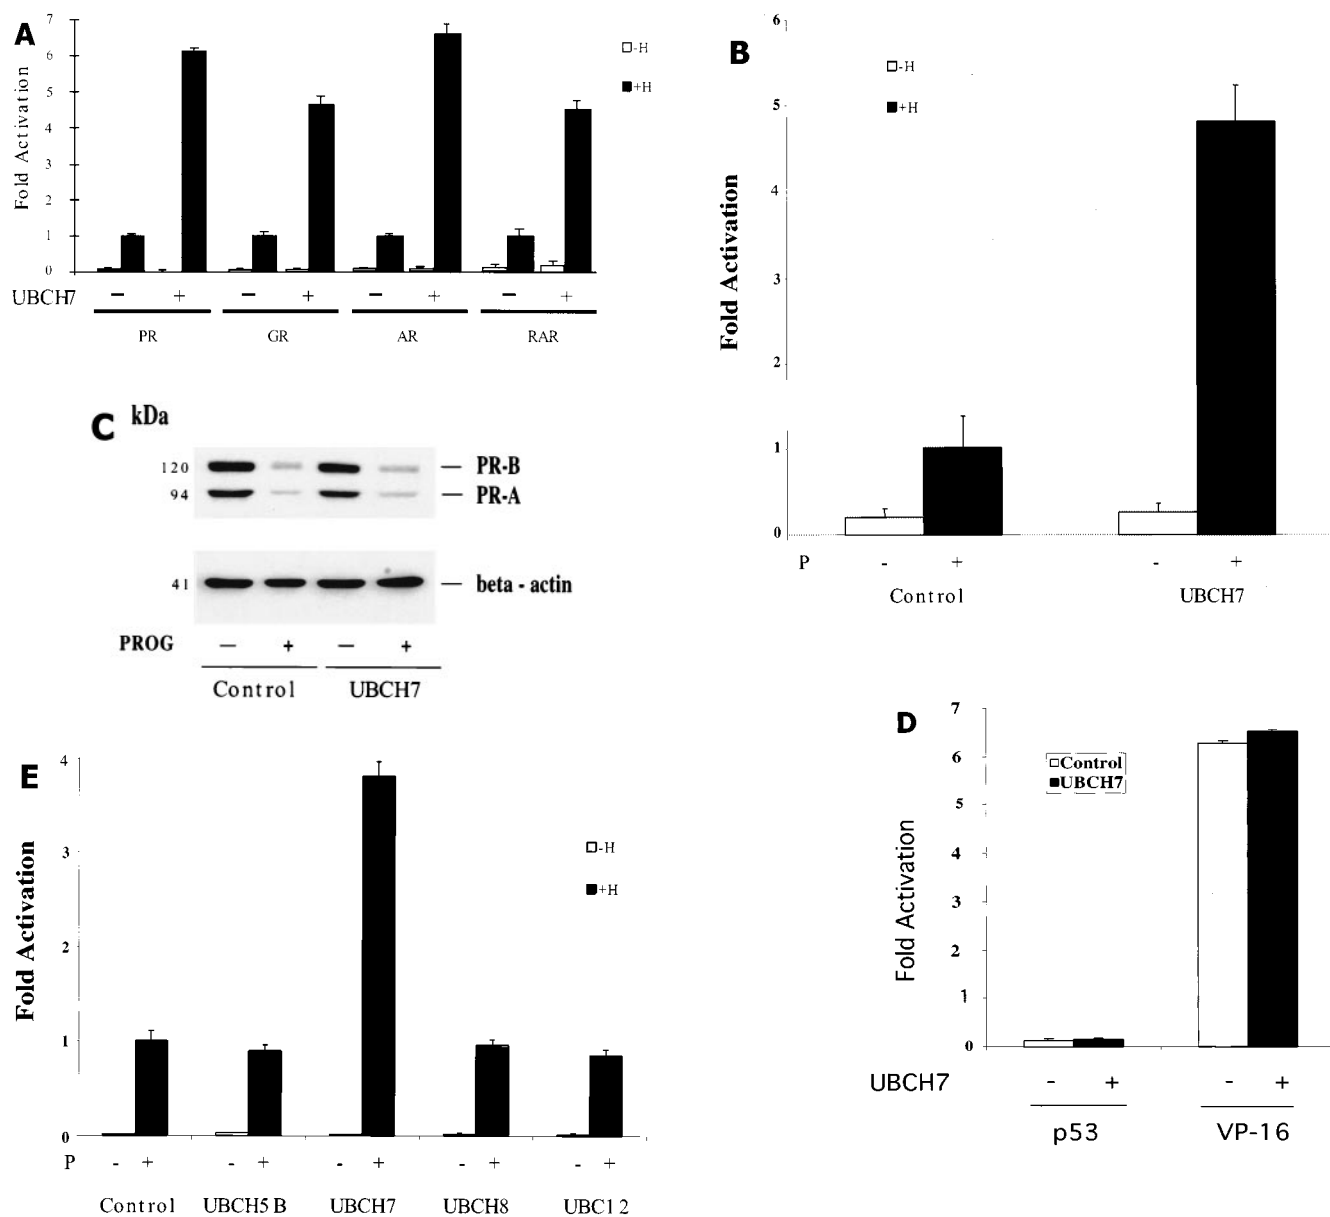 A
7
6
5
4
3
2
1
0
Fold Activation
-H
+H
UBCH7 - + - + - + - +
PR GR AR RAR
B
6
5
4
3
2
1
0
Fold Activation
-H
+H
P - + - +
Control UBCH7
C kDa
120 PR-B
94 PR-A
41 beta - actin
PROG - + - +
Control UBCH7
D
7
6
5
4
3
2
1
0
Fold Activation
Control
UBCH7
UBCH7 - + - +
p53 VP-16
E
4
3
2
1
0
Fold Activation
-H
+H
P - + - + - + - + - +
Control UBCH5B UBCH7 UBCH8 UBC12